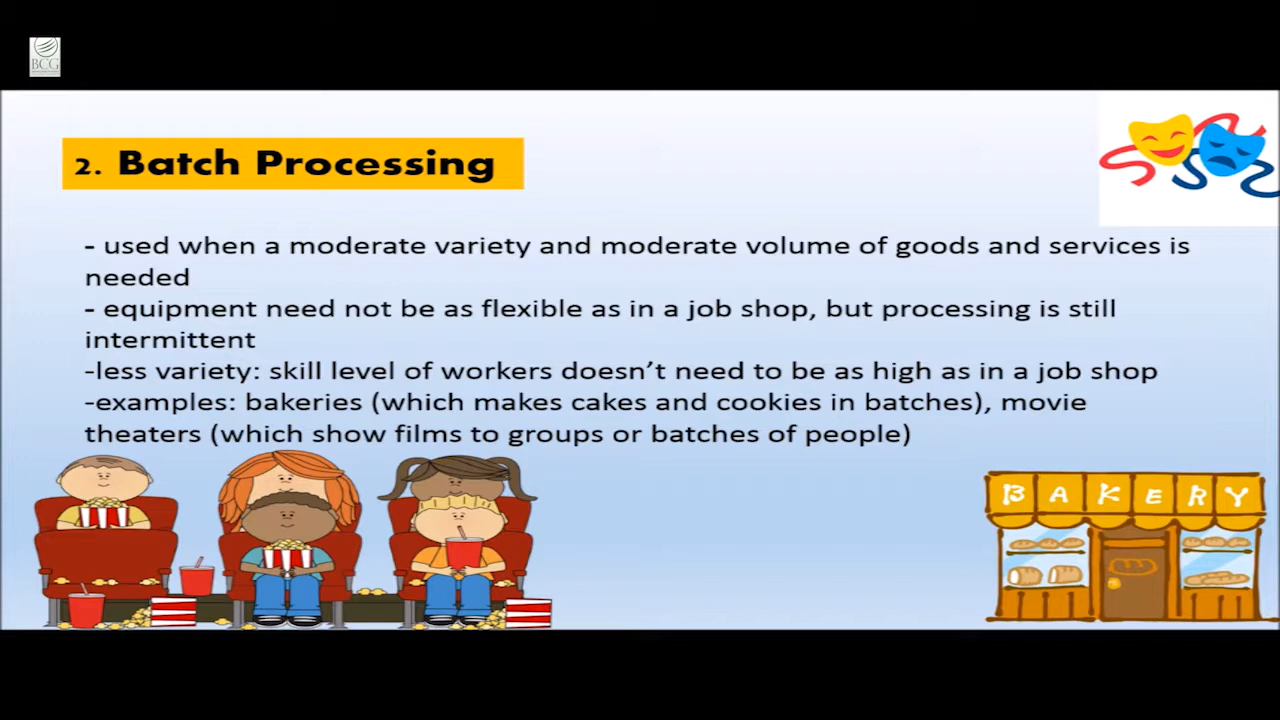 BCG
2. Batch Processing
- used when a moderate variety and moderate volume of goods and services is
needed
- equipment need not be as flexible as in a job shop, but processing is still
intermittent
-less variety: skill level of workers doesn’t need to be as high as in a job shop
-examples: bakeries (which makes cakes and cookies in batches), movie
theaters (which show films to groups or batches of people)
BAKERY